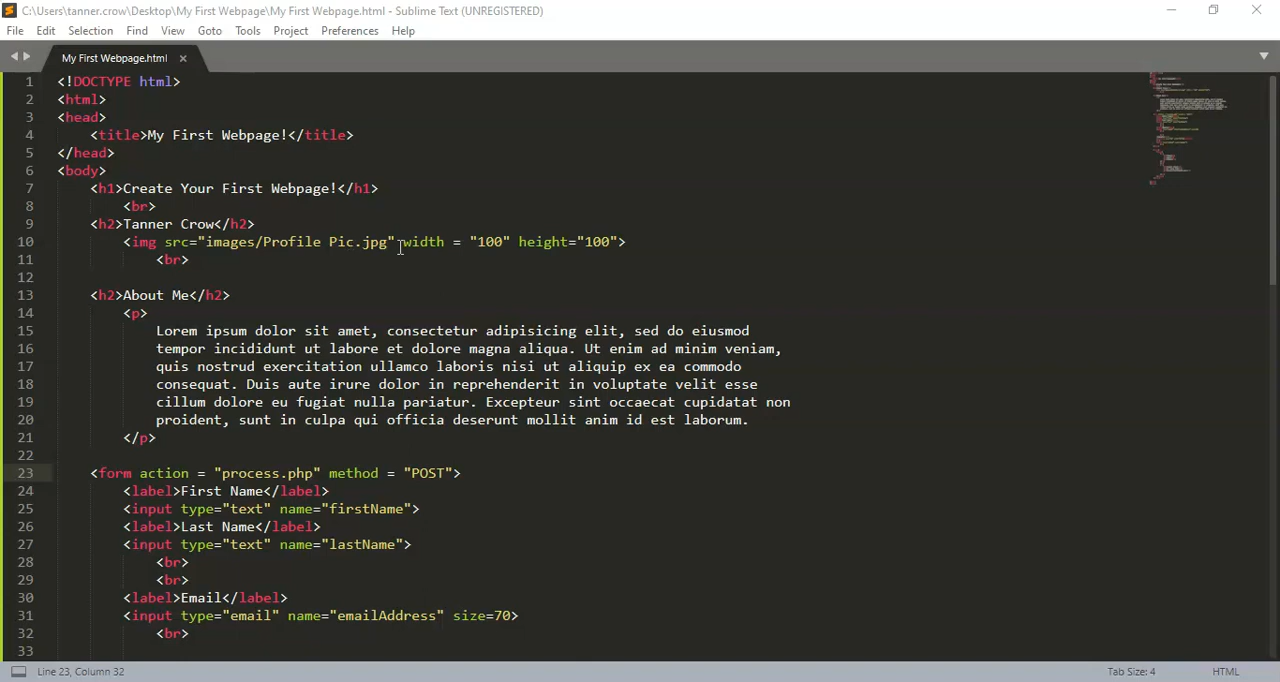 C:\Users\tanner.crow\Desktop\My First Webpage\My First Webpage.html - Sublime Text (UNREGISTERED)
File Edit Selection Find View Goto Tools Project Preferences Help
My First Webpage.html ×
1 <!DOCTYPE html>
2 <html>
3 <head>
4 <title>My First Webpage!</title>
5 </head>
6 <body>
7 <h1>Create Your First Webpage!</h1>
8 <br>
9 <h2>Tanner Crow</h2>
10 <img src="images/Profile Pic.jpg" width = "100" height="100">
11 <br>
12
13 <h2>About Me</h2>
14 <p>
15 Lorem ipsum dolor sit amet, consectetur adipisicing elit, sed do eiusmod
16 tempor incididunt ut labore et dolore magna aliqua. Ut enim ad minim veniam,
17 quis nostrud exercitation ullamco laboris nisi ut aliquip ex ea commodo
18 consequat. Duis aute irure dolor in reprehenderit in voluptate velit esse
19 cillum dolore eu fugiat nulla pariatur. Excepteur sint occaecat cupidatat non
20 proident, sunt in culpa qui officia deserunt mollit anim id est laborum.
21 </p>
22
23 <form action = "process.php" method = "POST">
24 <label>First Name</label>
25 <input type="text" name="firstName">
26 <label>Last Name</label>
27 <input type="text" name="lastName">
28 <br>
29 <br>
30 <label>Email</label>
31 <input type="email" name="emailAddress" size=70>
32 <br>
33
Line 23, Column 32 Tab Size: 4 HTML